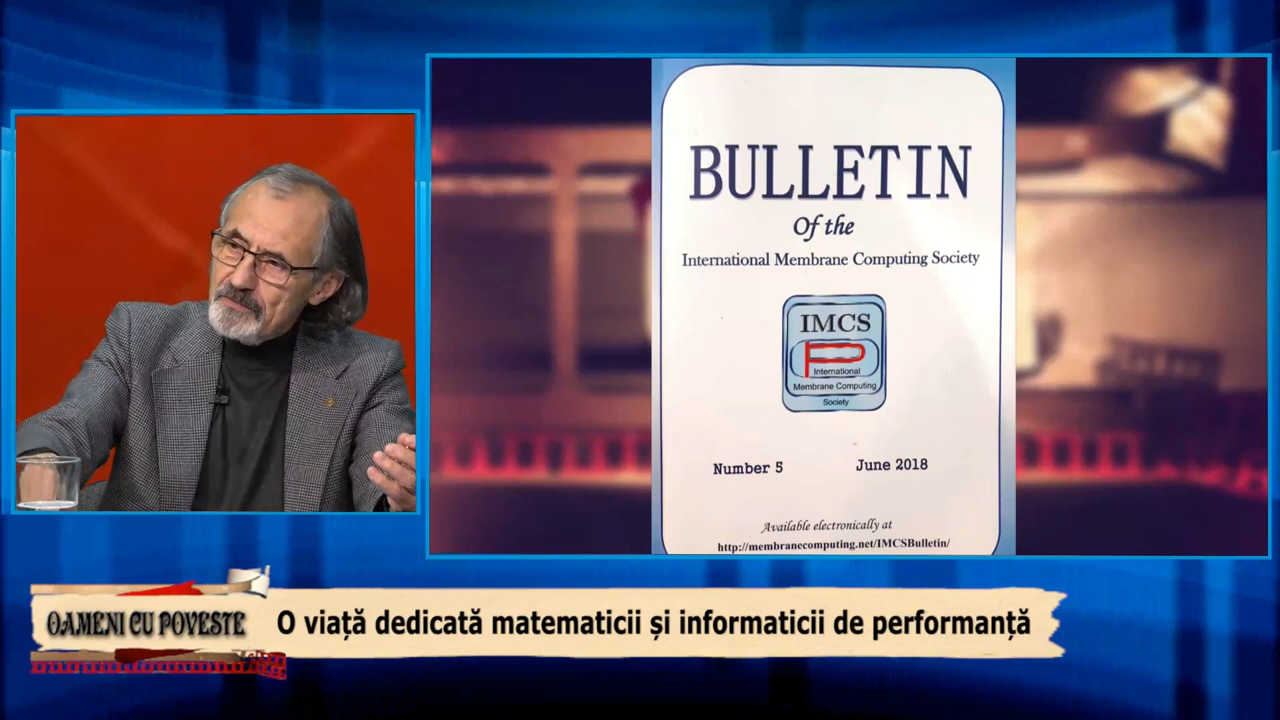 BULLETIN
Of the
International Membrane Computing Society
IMCS
P
International
Membrane Computing
Society
Number 5
June 2018
Available electronically at
http://membranecomputing.net/IMCSBulletin/
OAMENI CU POVESTE
O viață dedicată matematicii și informaticii de performanță